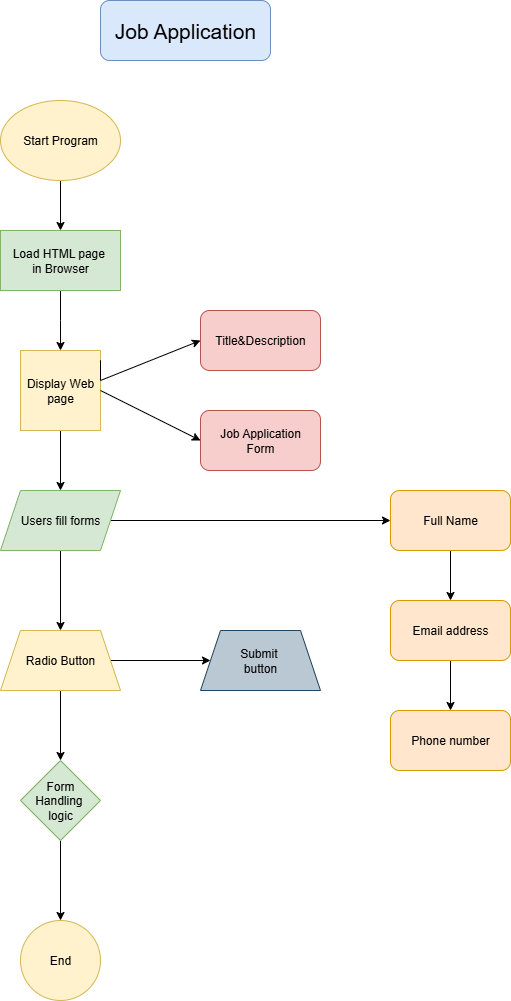 Job Application
Start Program
Load HTML page
in Browser
Title&Description
Display Web
page
Job Application
Form
Users fill forms
Full Name
Email address
Radio Button
Submit
button
Phone number
Form
Handling
logic
End